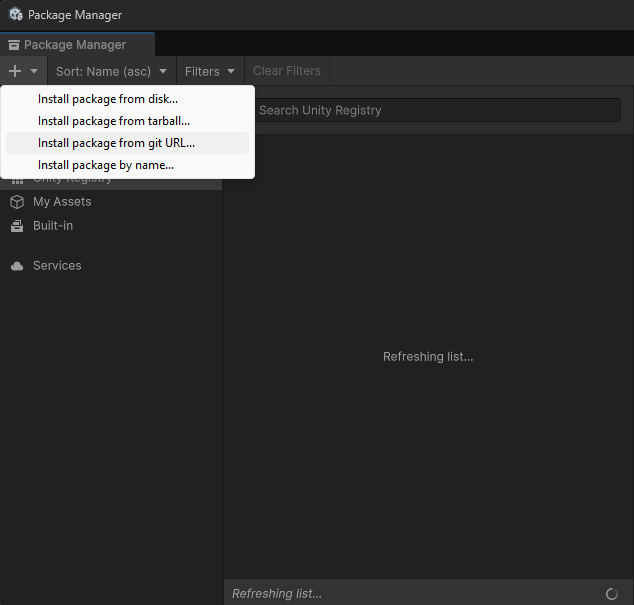 Package Manager
Package Manager
Sort: Name (asc)
Filters
Clear Filters
Install package from disk...
Install package from tarball...
Install package from git URL...
Install package by name...
Search Unity Registry
Unity Registry
My Assets
Built-in
Services
Refreshing list...
Refreshing list...